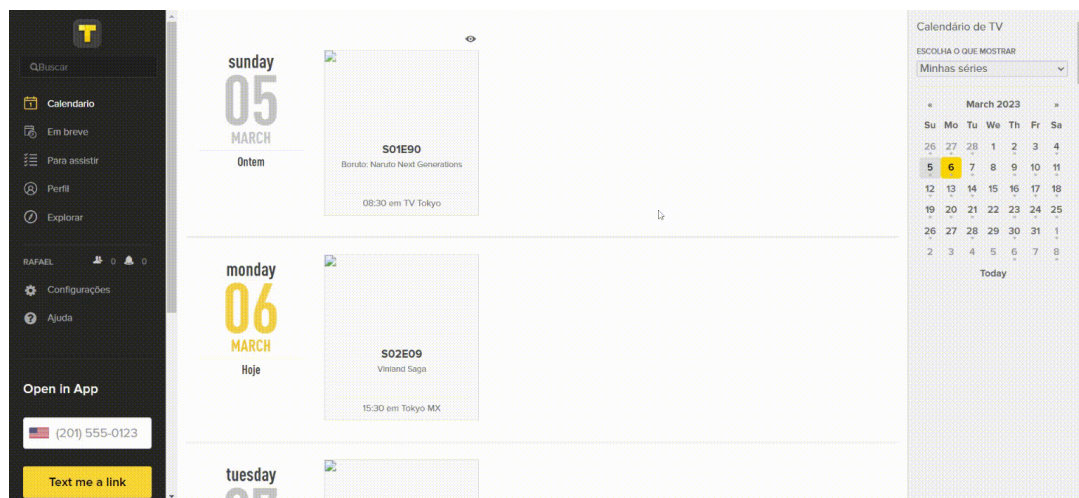 T
Buscar
Calendario
Em breve
Para assistir
Perfil
Explorar
RAFAEL 0 0
Configurações
Ajuda
Open in App
(201) 555-0123
Text me a link
sunday
05
MARCH
Ontem
S01E90
Boruto: Naruto Next Generations
08:30 em TV Tokyo
monday
06
MARCH
Hoje
S02E09
Vinland Saga
15:30 em Tokyo MX
tuesday
07
Calendário de TV
ESCOLHA O QUE MOSTRAR
Minhas séries
« March 2023 »
Su Mo Tu We Th Fr Sa
26 27 28 1 2 3 4
5 6 7 8 9 10 11
12 13 14 15 16 17 18
19 20 21 22 23 24 25
26 27 28 29 30 31 1
2 3 4 5 6 7 8
Today